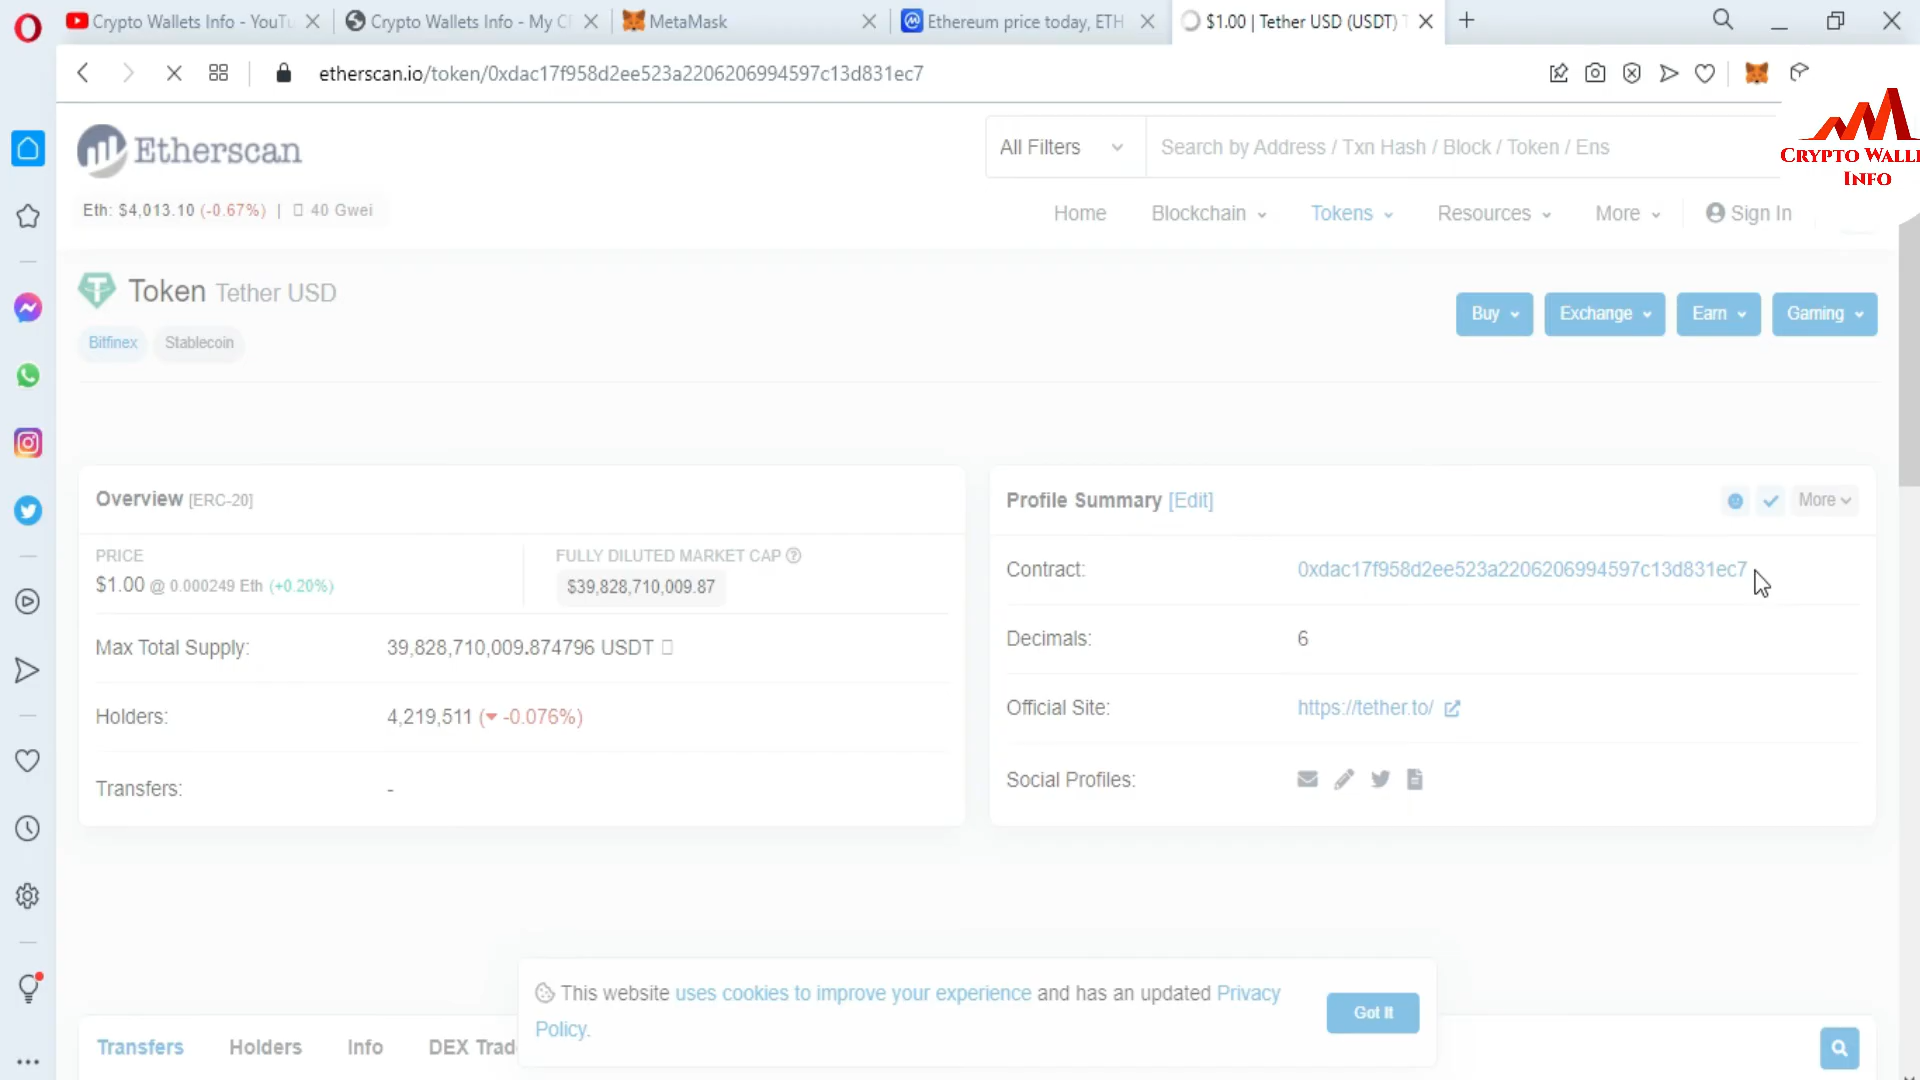 Crypto Wallets Info - YouTu
Crypto Wallets Info - My C
MetaMask
Ethereum price today, ETH
$1.00 | Tether USD (USDT) T
etherscan.io/token/0xdac17f958d2ee523a2206206994597c13d831ec7
CRYPTO WALLE
INFO
Etherscan
All Filters
Search by Address / Txn Hash / Block / Token / Ens
Eth: $4,013.10 (-0.67%) | 40 Gwei
Home
Blockchain
Tokens
Resources
More
Sign In
Token Tether USD
Bitfinex
Stablecoin
Buy
Exchange
Earn
Gaming
Overview [ERC-20]
PRICE
$1.00 @ 0.000249 Eth (+0.20%)
FULLY DILUTED MARKET CAP
$39,828,710,009.87
Max Total Supply:
39,828,710,009.874796 USDT
Holders:
4,219,511 (-0.076%)
Transfers:
-
Profile Summary [Edit]
More
Contract:
0xdac17f958d2ee523a2206206994597c13d831ec7
Decimals:
6
Official Site:
https://tether.to/
Social Profiles:
This website uses cookies to improve your experience and has an updated Privacy
Policy.
Got It
Transfers
Holders
Info
DEX Trad